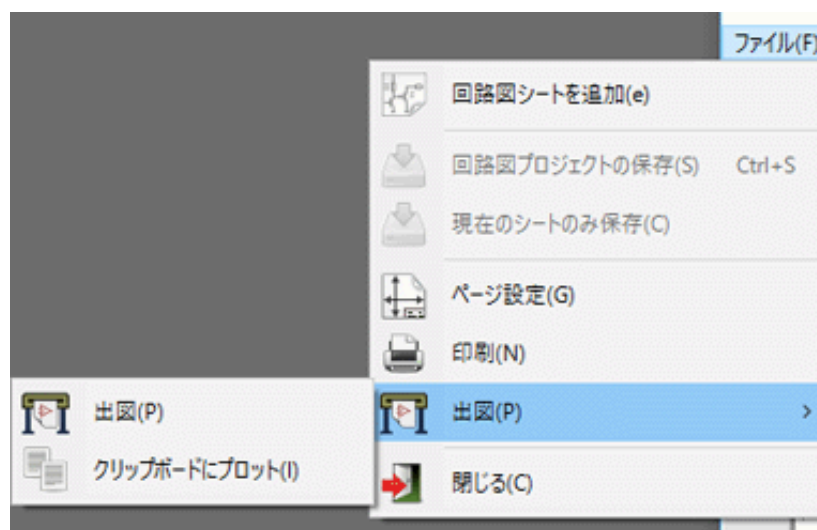 ファイル(F)
回路図シートを追加(e)
回路図プロジェクトの保存(S) Ctrl+S
現在のシートのみ保存(C)
ページ設定(G)
印刷(N)
出図(P)
出図(P)
クリップボードにプロット(I)
閉じる(C)